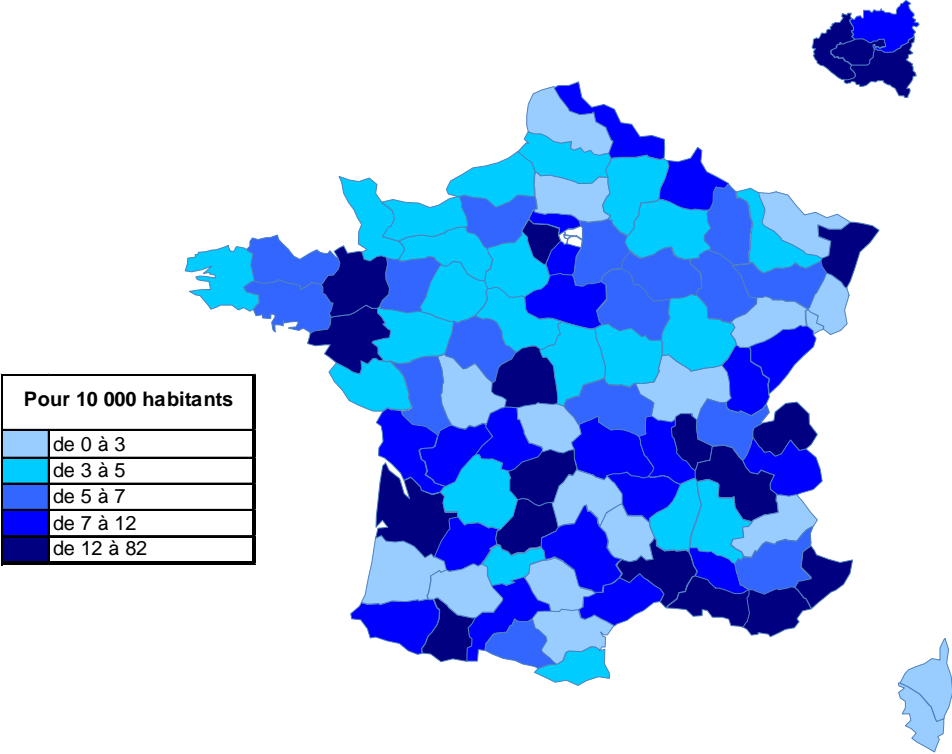 Pour 10 000 habitants
de 0 à 3
de 3 à 5
de 5 à 7
de 7 à 12
de 12 à 82